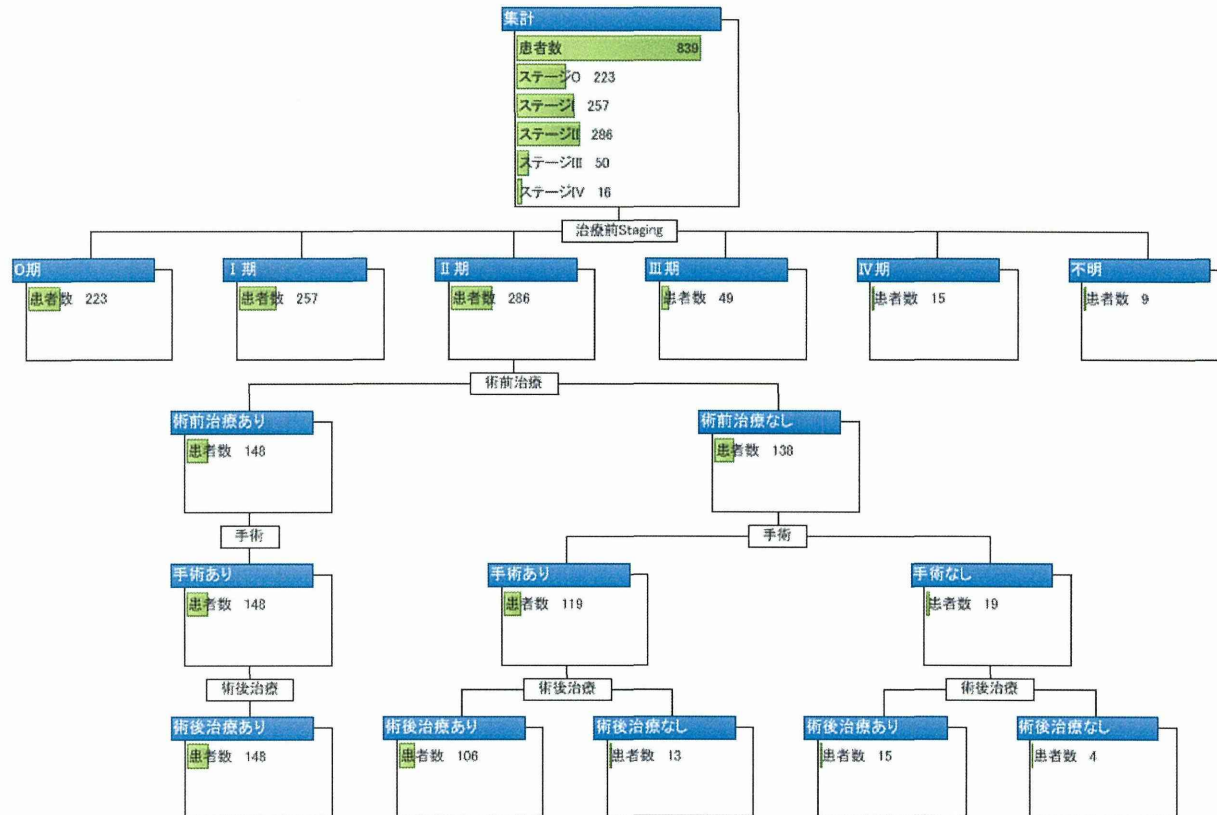 集計
患者数 839
ステージ0 223
ステージI 257
ステージII 286
ステージIII 50
ステージIV 16
治療前Staging
0期
患者数 223
Ⅰ期
患者数 257
Ⅱ期
患者数 286
Ⅲ期
患者数 49
Ⅳ期
患者数 15
不明
患者数 9
術前治療
術前治療あり
患者数 148
術前治療なし
患者数 138
手術
手術
手術あり
患者数 148
手術あり
患者数 119
手術なし
患者数 19
術後治療
術後治療
術後治療
術後治療あり
患者数 148
術後治療あり
患者数 106
術後治療なし
患者数 13
術後治療あり
患者数 15
術後治療なし
患者数 4